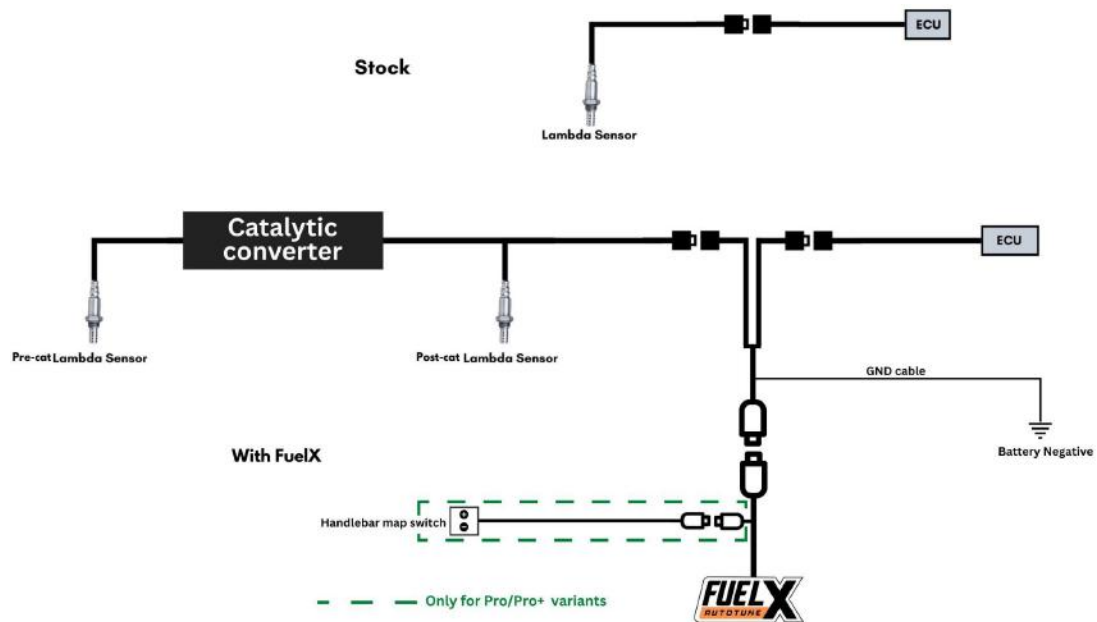 ECU
Stock
Lambda Sensor
Catalytic
converter
ECU
Pre-cat Lambda Sensor
Post-cat Lambda Sensor
GND cable
With FuelX
Battery Negative
Handlebar map switch
+
-
FUEL X
AUTOTUNE
Only for Pro/Pro+ variants